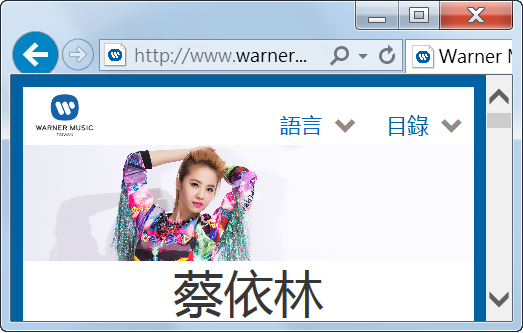 http://www.warner...
Warner M
WARNER MUSIC
TAIWAN
語言
目錄
蔡依林